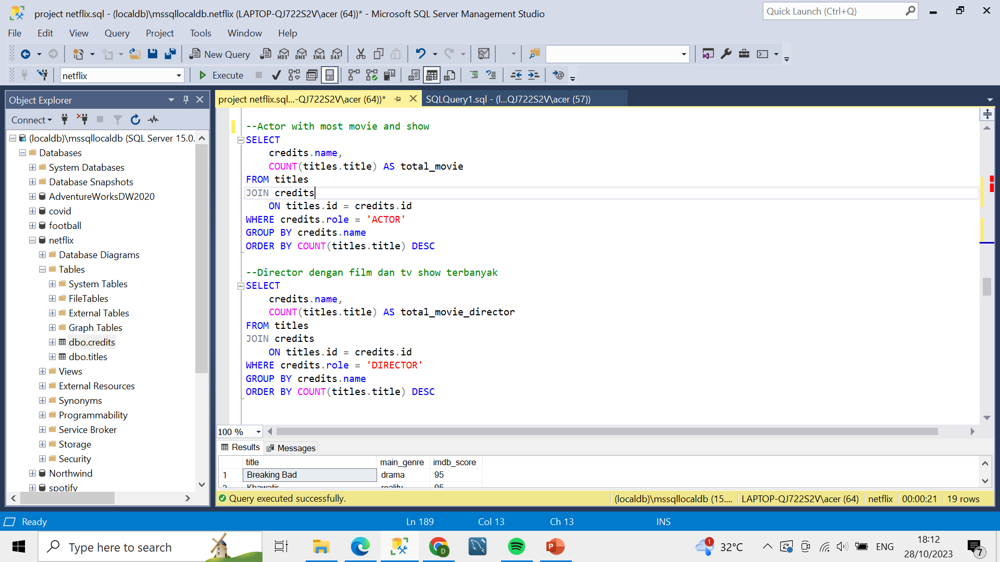 project netflix.sql - (localdb)\mssqllocaldb.netflix (LAPTOP-QJ722S2V\acer (64))* - Microsoft SQL Server Management Studio
Quick Launch (Ctrl+Q)
File Edit View Query Project Tools Window Help
New Query MDX DMX XMLA DAX
netflix Execute
Object Explorer
Connect
(localdb)\mssqllocaldb (SQL Server 15.0.
Databases
System Databases
Database Snapshots
AdventureWorksDW2020
covid
football
netflix
Database Diagrams
Tables
System Tables
FileTables
External Tables
Graph Tables
dbo.credits
dbo.titles
Views
External Resources
Synonyms
Programmability
Service Broker
Storage
Security
Northwind
spotify
project netflix.sql...-QJ722S2V\acer (64))* SQLQuery1.sql - (l...QJ722S2V\acer (57))
--Actor with most movie and show
SELECT
credits.name,
COUNT(titles.title) AS total_movie
FROM titles
JOIN credits
ON titles.id = credits.id
WHERE credits.role = 'ACTOR'
GROUP BY credits.name
ORDER BY COUNT(titles.title) DESC
--Director dengan film dan tv show terbanyak
SELECT
credits.name,
COUNT(titles.title) AS total_movie_director
FROM titles
JOIN credits
ON titles.id = credits.id
WHERE credits.role = 'DIRECTOR'
GROUP BY credits.name
ORDER BY COUNT(titles.title) DESC
100 %
Results Messages
title main_genre imdb_score
1 Breaking Bad drama 95
2 Khawatir reality 95
Query executed successfully. (localdb)\mssqllocaldb (15.... LAPTOP-QJ722S2V\acer (64) netflix 00:00:21 19 rows
Ready Ln 189 Col 13 Ch 13 INS
Type here to search
D
P
1
32°C
ENG
18:12
28/10/2023
7